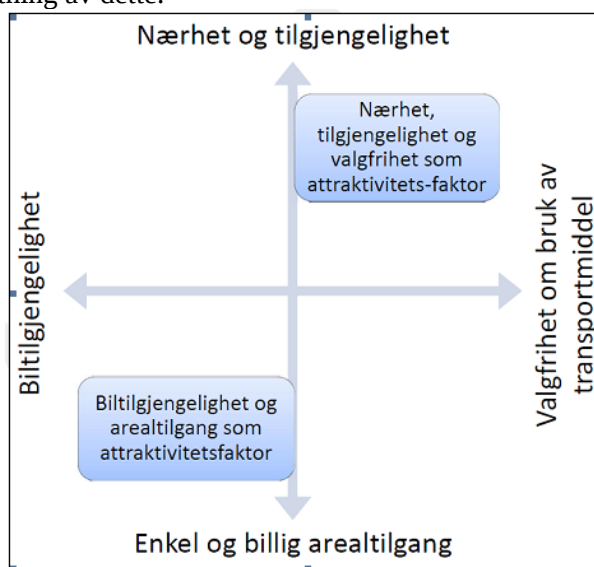 tning av dette.
Nærhet og tilgjengelighet
Nærhet,
tilgjengelighet og
valgfrihet som
attraktivitets-faktor
Biltilgjengelighet
Valgfrihet om bruk av
transportmiddel
Biltilgjengelighet og
arealtilgang som
attraktivitetsfaktor
Enkel og billig arealtilgang